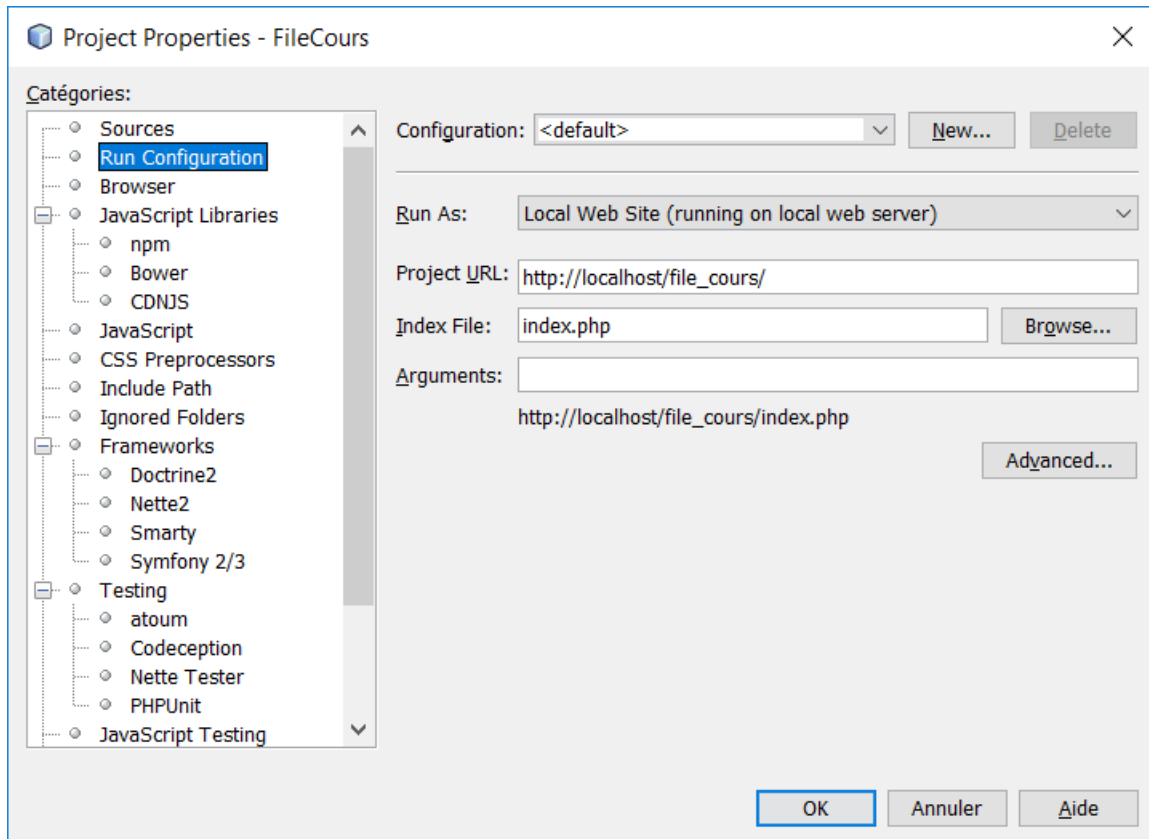 Project Properties - FileCours
Catégories:
Sources
Run Configuration
Browser
JavaScript Libraries
npm
Bower
CDNJS
JavaScript
CSS Preprocessors
Include Path
Ignored Folders
Frameworks
Doctrine2
Nette2
Smarty
Symfony 2/3
Testing
atoum
Codeception
Nette Tester
PHPUnit
JavaScript Testing
Configuration: <default> New... Delete
Run As: Local Web Site (running on local web server)
Project URL: http://localhost/file_cours/
Index File: index.php Browse...
Arguments:
http://localhost/file_cours/index.php
Advanced...
OK Annuler Aide